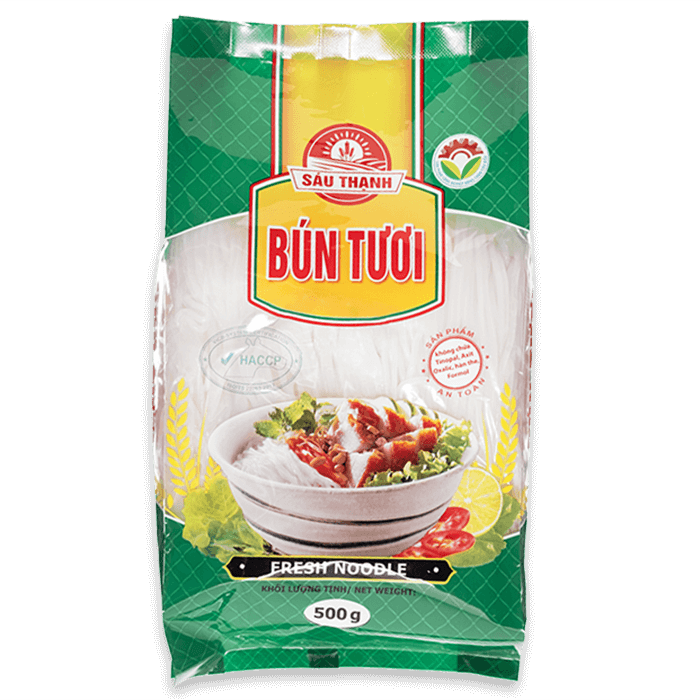 SÁU THẠNH
BÚN TƯƠI
HACCP
SẢN PHẨM
Không chứa
Tinopal, Axit
Oxalic, hàn the,
Formol
AN TOÀN
FRESH NOODLE
KHỐI LƯỢNG TỊNH/ NET WEIGHT:
500g